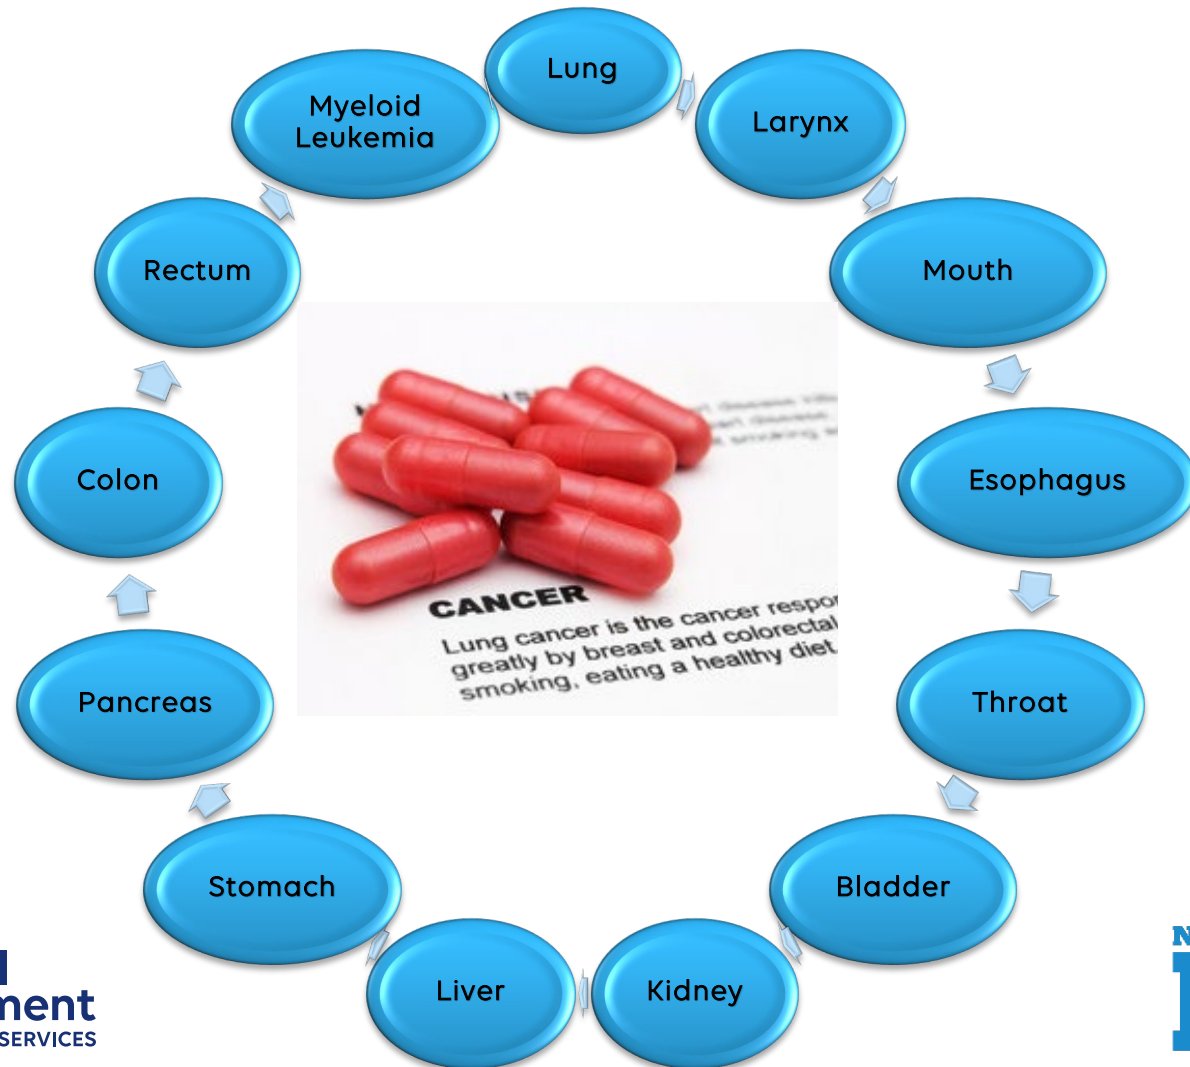 Lung
Larynx
Mouth
Esophagus
Throat
Bladder
Kidney
Liver
Stomach
Pancreas
Colon
Rectum
Myeloid
Leukemia
CANCER
Lung cancer is the cancer
greatly by breast and colorectal
smoking, eating a healthy diet
SERVICES
N